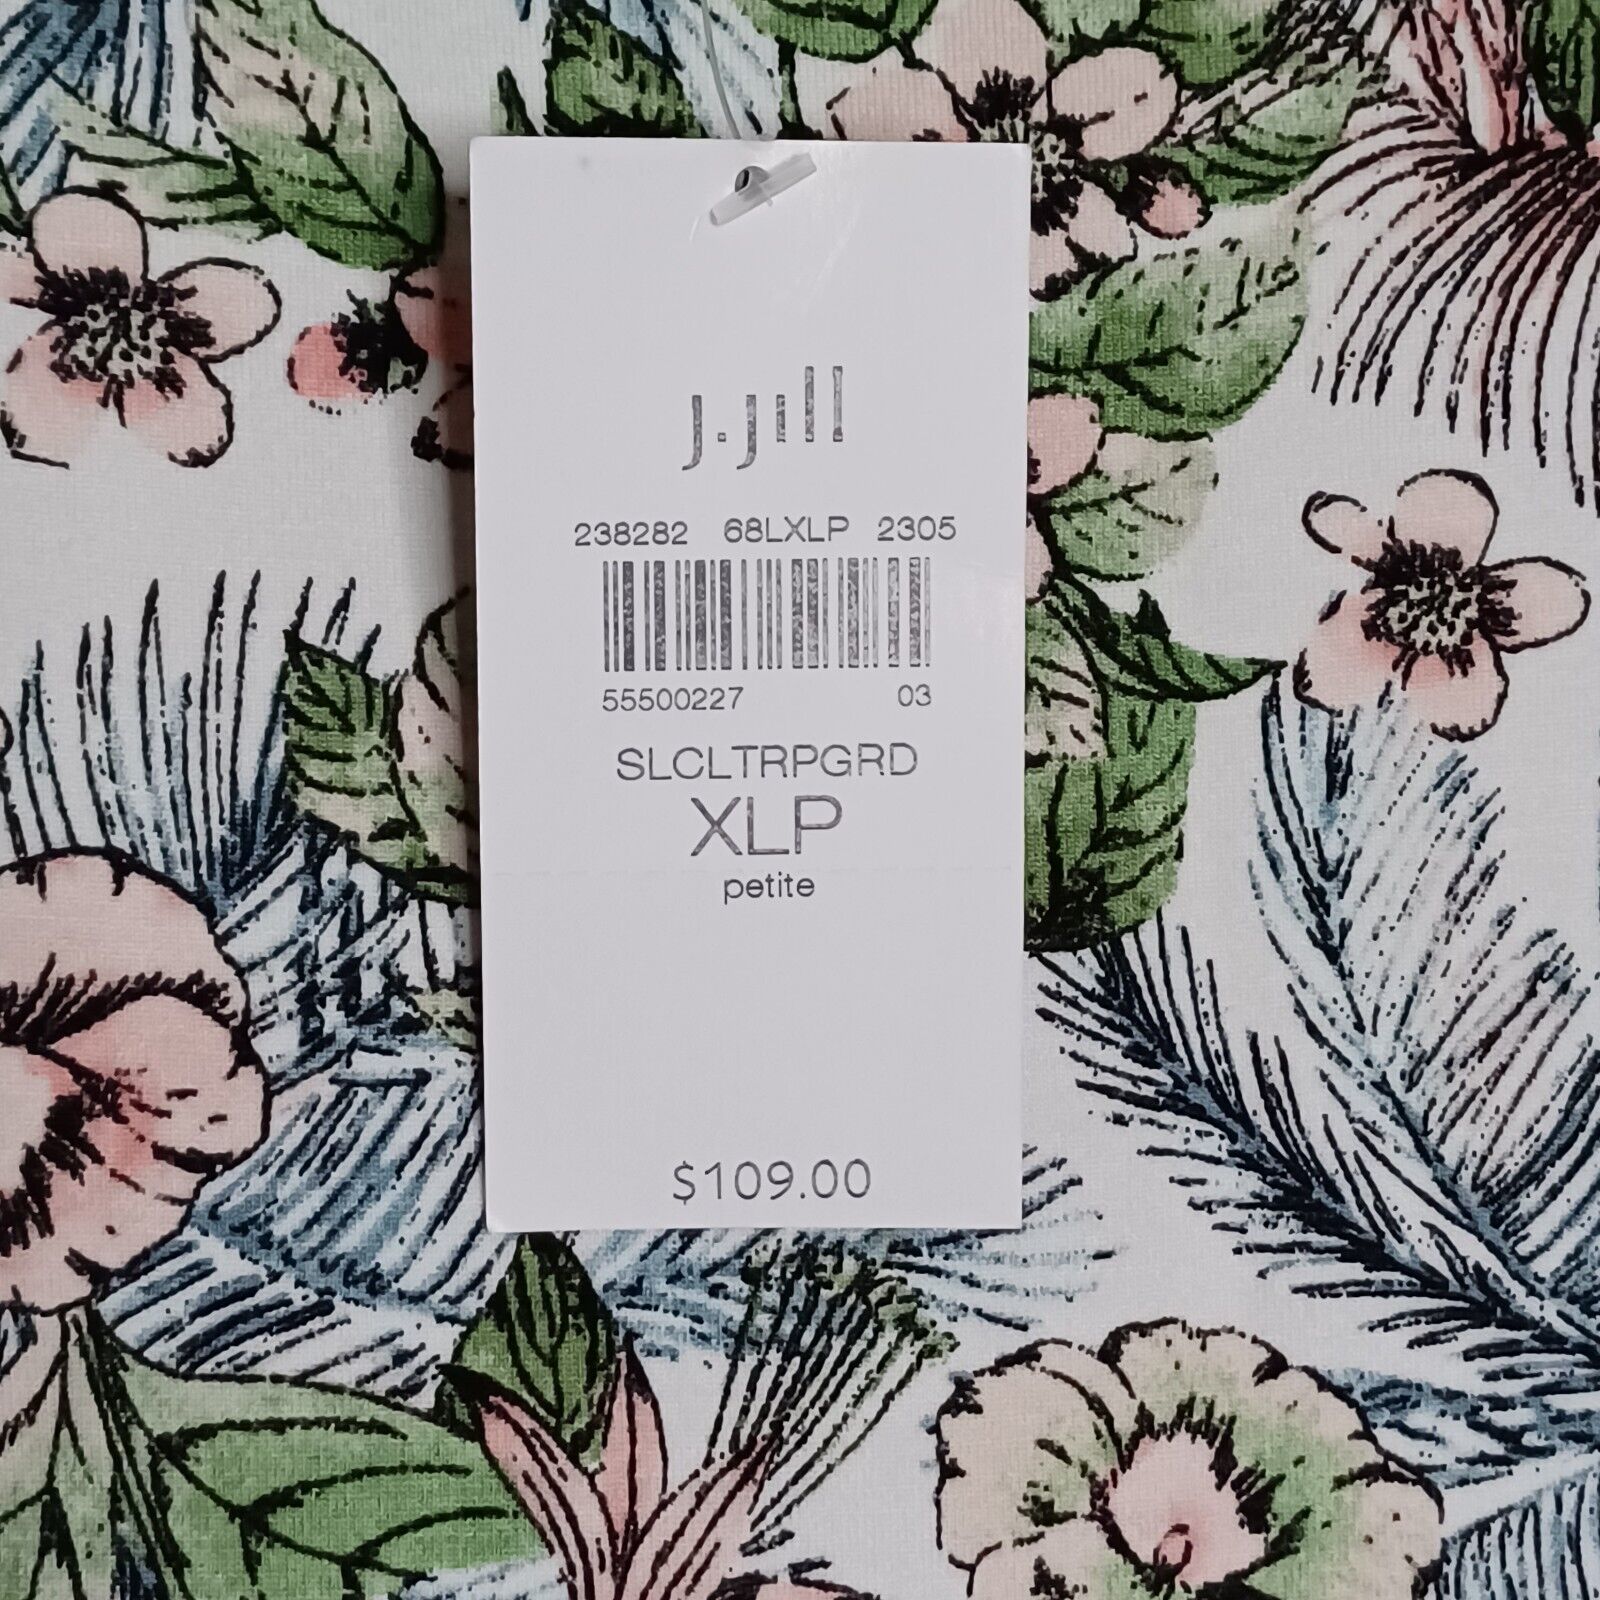 J.Jill
238282 68LXLP 2305
55500227 03
SLCLTRPGRD
XLP
petite
$109.00